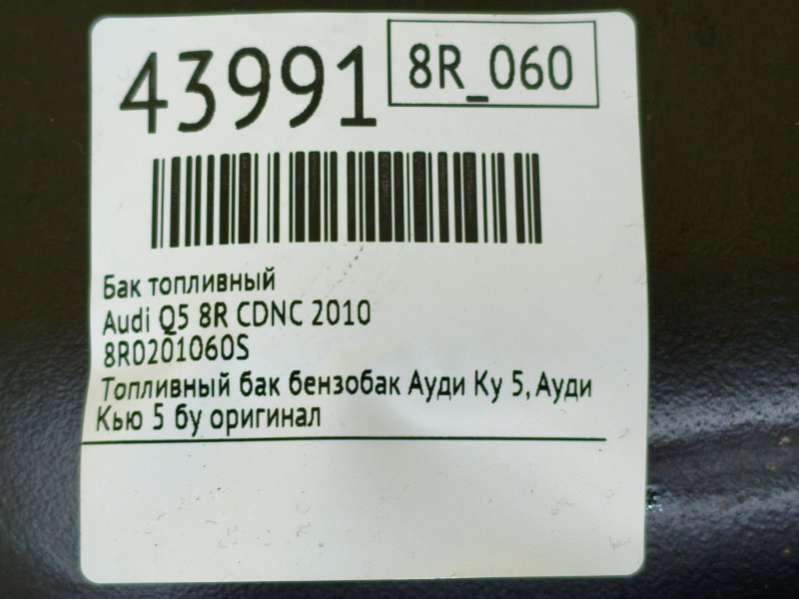 43991
8R_060
Бак топливный
Audi Q5 8R CDNC 2010
8R0201060S
Топливный бак бензобак Ауди Ку 5, Ауди
Кью 5 бу оригинал